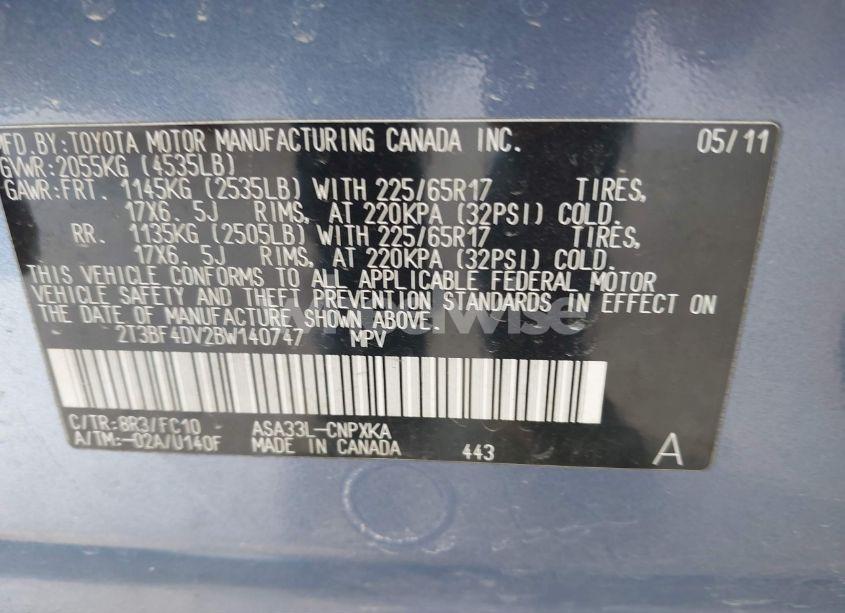 MFD. BY: TOYOTA MOTOR MANUFACTURING CANADA INC. 05/11
GVWR: 2055KG (4535LB)
GAWR: FRT. 1145KG (2535LB) WITH 225/65R17 TIRES,
17X6. 5J RIMS, AT 220KPA (32PSI) COLD.
RR. 1135KG (2505LB) WITH 225/65R17 TIRES,
17X6. 5J RIMS, AT 220KPA (32PSI) COLD.
THIS VEHICLE CONFORMS TO ALL APPLICABLE FEDERAL MOTOR
VEHICLE SAFETY AND THEFT PREVENTION STANDARDS IN EFFECT ON
THE DATE OF MANUFACTURE SHOWN ABOVE.
2T3BF4DV2BW140747 MPV
C/TR: 8R3/FC10 ASA33L-CNPXKA
A/TM: -02A/U140F MADE IN CANADA 443 A